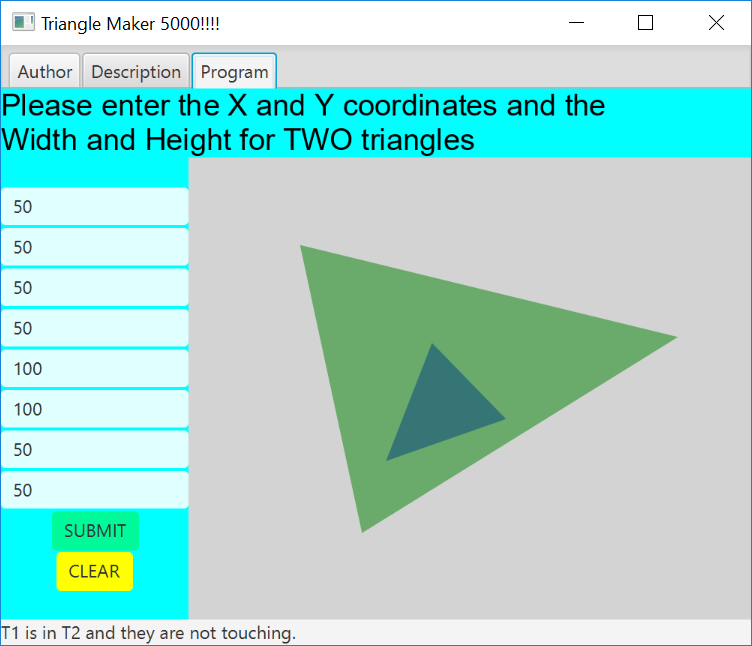 Triangle Maker 5000!!!!
Author Description Program
Please enter the X and Y coordinates and the
Width and Height for TWO triangles
50
50
50
50
100
100
50
50
SUBMIT
CLEAR
T1 is in T2 and they are not touching.